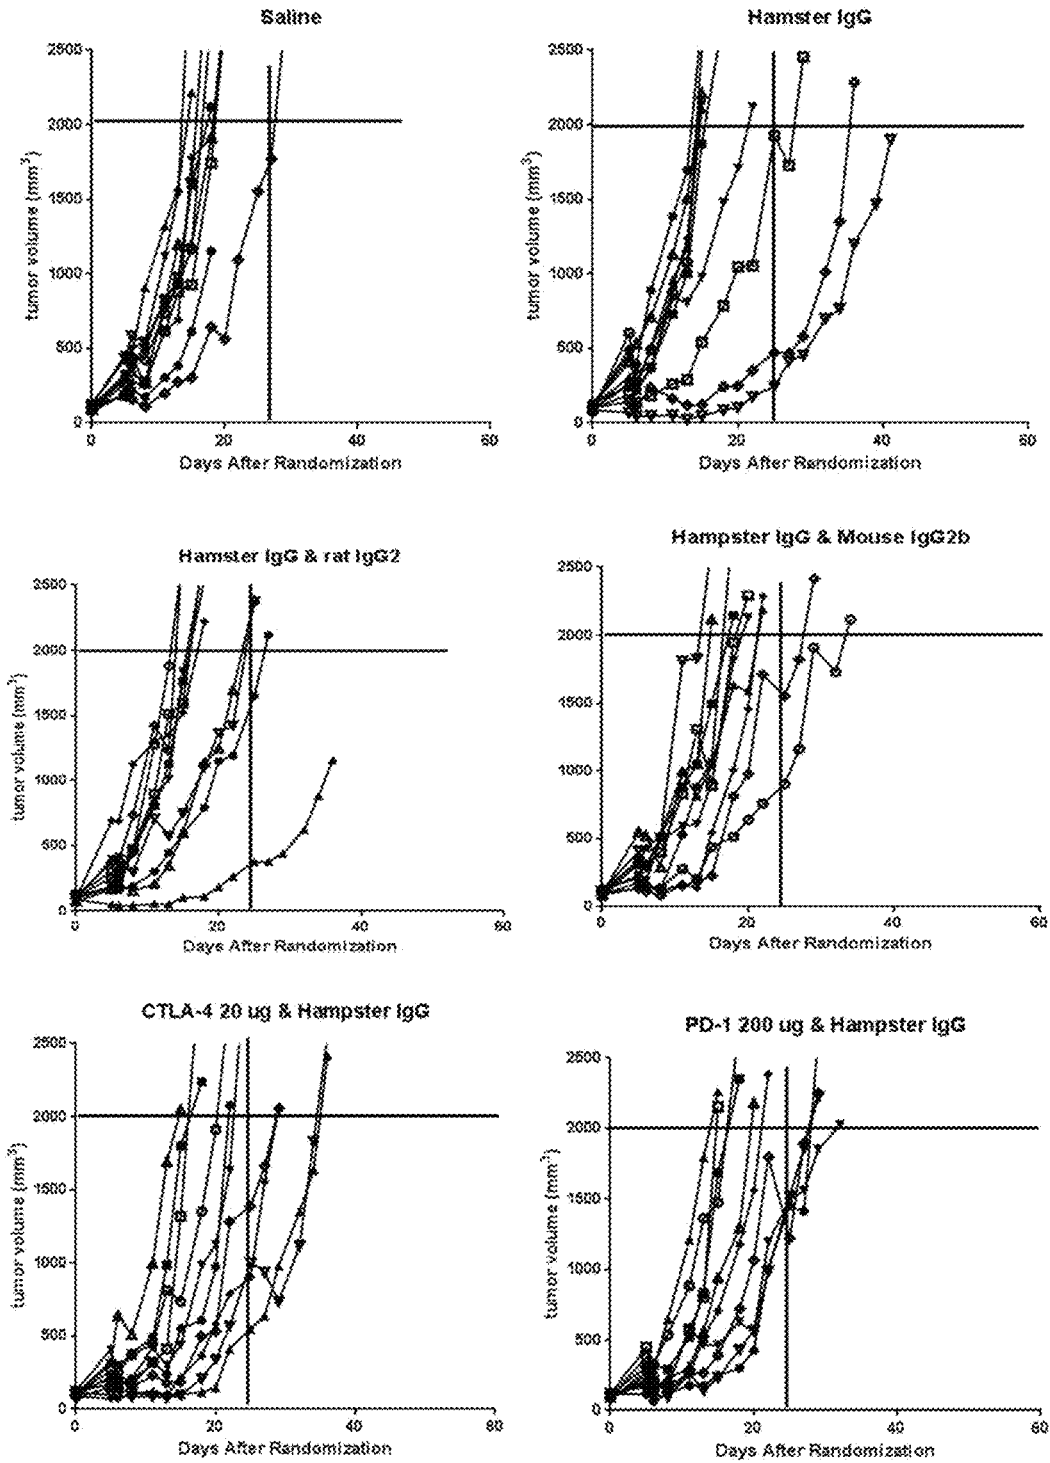 Saline
tumor volume (mm3)
2500
2000
1500
1000
500
0
0 20 40 60
Days After Randomization
Hamster IgG
tumor volume (mm3)
2500
2000
1500
1000
500
0
0 20 40 60
Days After Randomization
Hamster IgG & rat IgG2
tumor volume (mm3)
2500
2000
1500
1000
500
0
0 20 40 60
Days After Randomization
Hampster IgG & Mouse IgG2b
tumor volume (mm3)
2500
2000
1500
1000
500
0
0 20 40 60
Days After Randomization
CTLA-4 20 ug & Hampster IgG
tumor volume (mm3)
2500
2000
1500
1000
500
0
0 20 40 60
Days After Randomization
PD-1 200 ug & Hampster IgG
tumor volume (mm3)
2500
2000
1500
1000
500
0
0 20 40 60
Days After Randomization